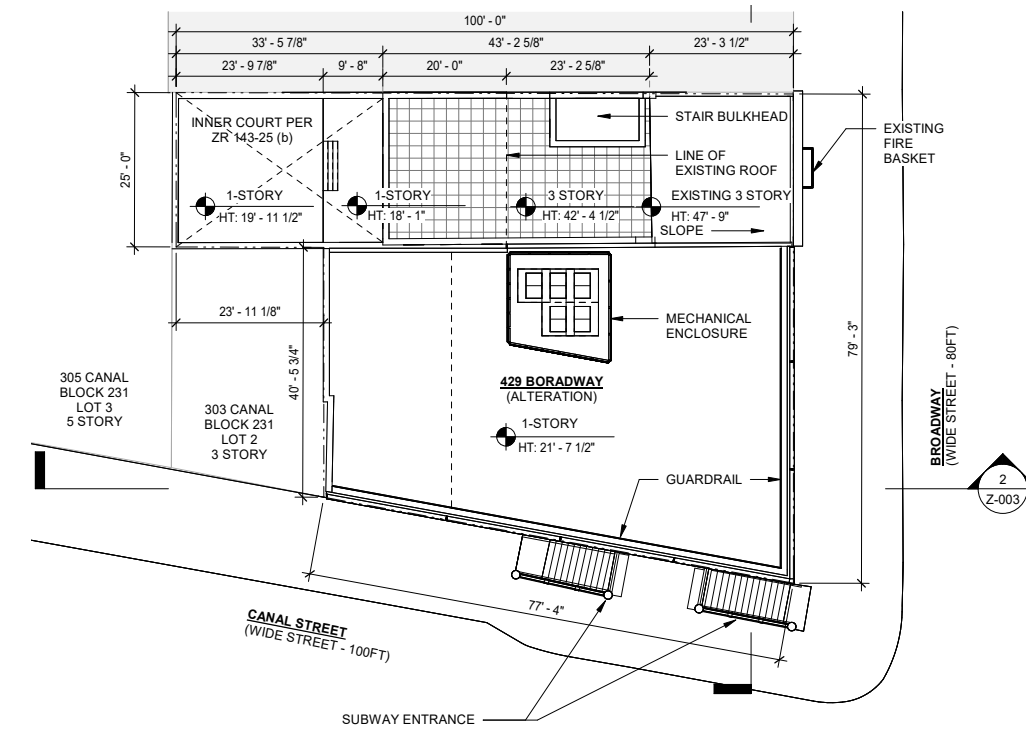 100' - 0"
33' - 5 7/8"
43' - 2 5/8"
23' - 3 1/2"
23' - 9 7/8"
9' - 8"
20' - 0"
23' - 2 5/8"
INNER COURT PER
ZR 143-25 (b)
STAIR BULKHEAD
EXISTING
FIRE
BASKET
LINE OF
EXISTING ROOF
25' - 0"
1-STORY
HT: 19' - 11 1/2"
1-STORY
HT: 18' - 1"
3 STORY
HT: 42' - 4 1/2"
EXISTING 3 STORY
HT: 47' - 9"
SLOPE
23' - 11 1/8"
MECHANICAL
ENCLOSURE
79' - 3"
40' - 5 3/4"
305 CANAL
BLOCK 231
LOT 3
5 STORY
303 CANAL
BLOCK 231
LOT 2
3 STORY
429 BORADWAY
(ALTERATION)
1-STORY
HT: 21' - 7 1/2"
BROADWAY
(WIDE STREET - 80FT)
GUARDRAIL
2
Z-003
77' - 4"
CANAL STREET
(WIDE STREET - 100FT)
SUBWAY ENTRANCE